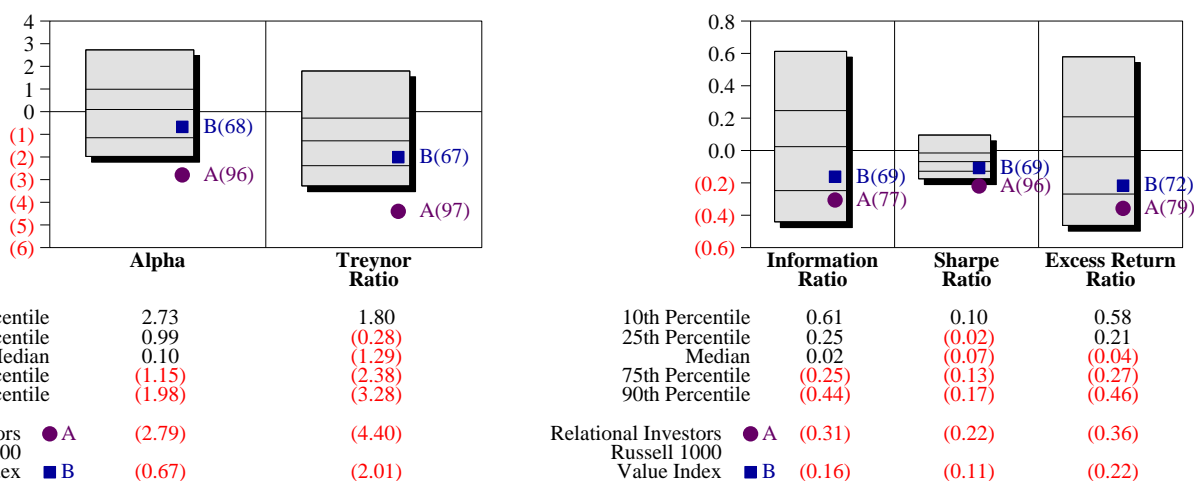 4
3
2
1
0
(1)
(2)
(3)
(4)
(5)
(6)
B(68)
A(96)
B(67)
A(97)
Alpha
Treynor
Ratio
centile 2.73 1.80
centile 0.99 (0.28)
Median 0.10 (1.29)
centile (1.15) (2.38)
centile (1.98) (3.28)
ors A (2.79) (4.40)
00
ex B (0.67) (2.01)
0.8
0.6
0.4
0.2
0.0
(0.2)
(0.4)
(0.6)
B(69)
A(77)
B(69)
A(96)
B(72)
A(79)
Information
Ratio
Sharpe
Ratio
Excess Return
Ratio
10th Percentile 0.61 0.10 0.58
25th Percentile 0.25 (0.02) 0.21
Median 0.02 (0.07) (0.04)
75th Percentile (0.25) (0.13) (0.27)
90th Percentile (0.44) (0.17) (0.46)
Relational Investors A (0.31) (0.22) (0.36)
Russell 1000
Value Index B (0.16) (0.11) (0.22)